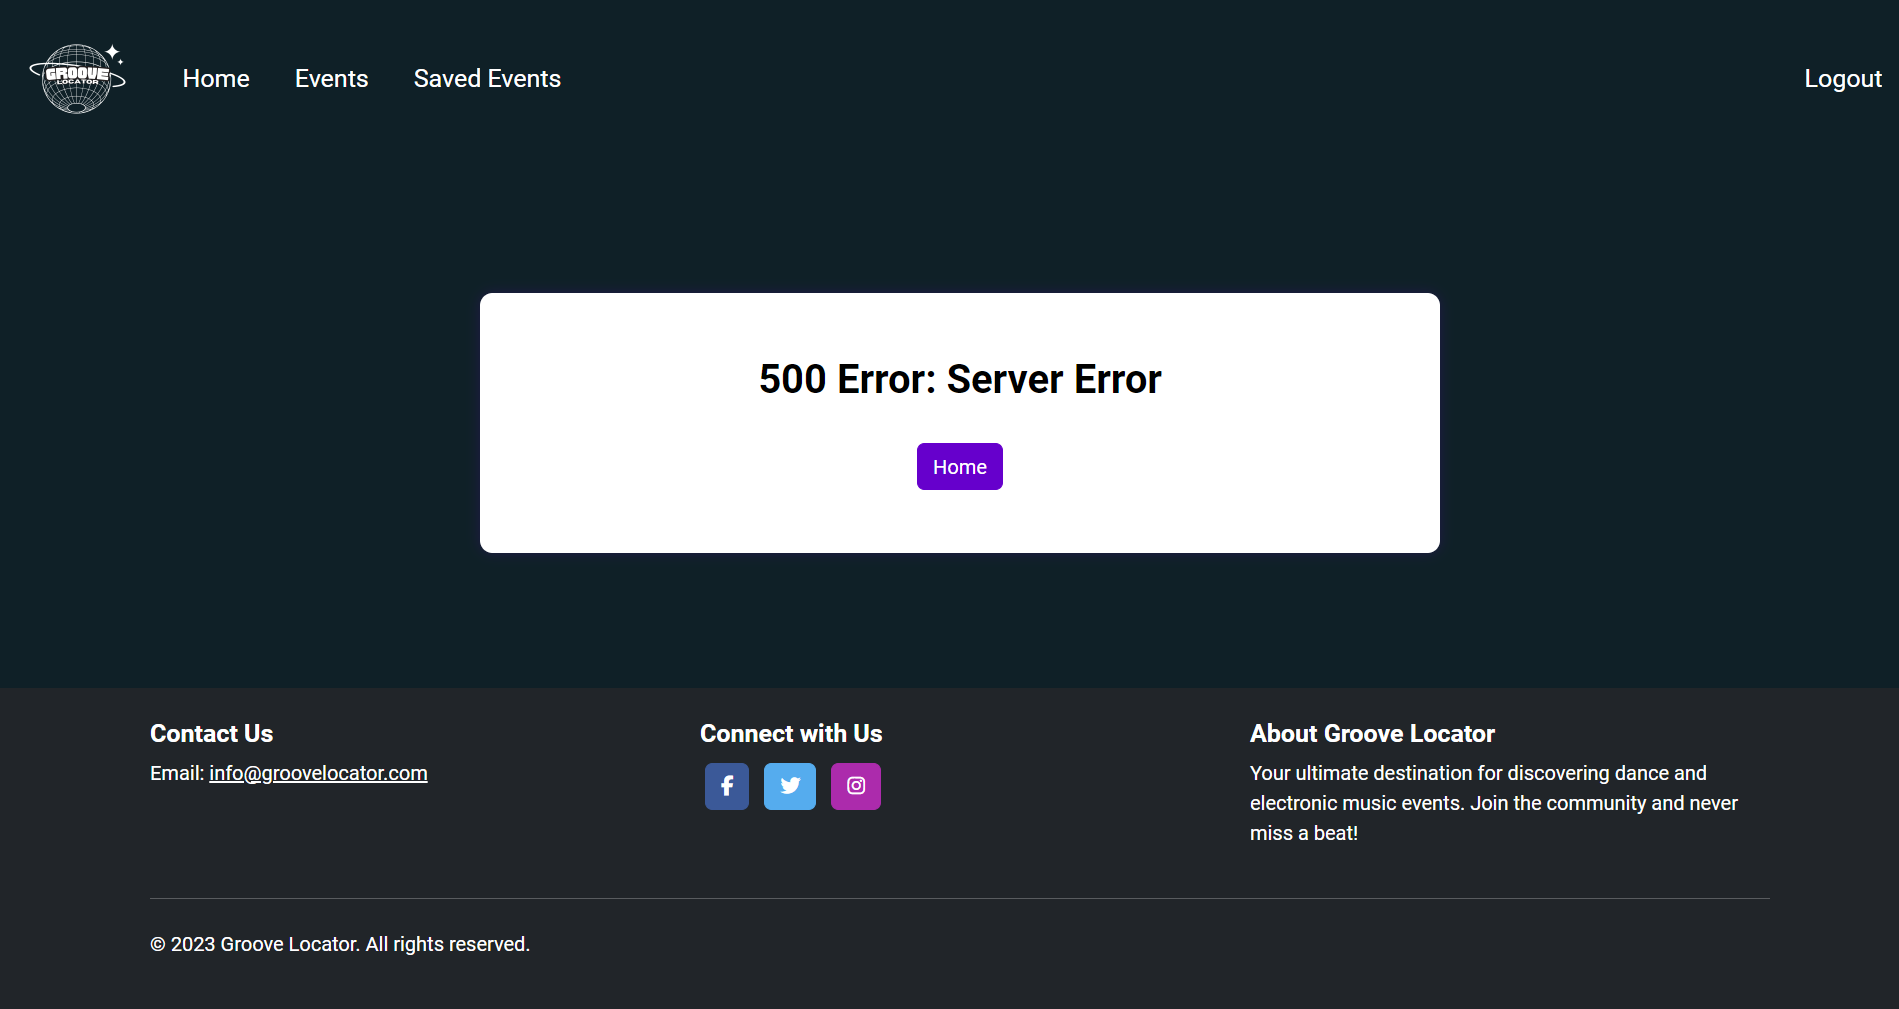 GROOVE
LOCATOR
Home
Events
Saved Events
Logout
500 Error: Server Error
Home
Contact Us
Email: info@groovelocator.com
Connect with Us
About Groove Locator
Your ultimate destination for discovering dance and
electronic music events. Join the community and never
miss a beat!
© 2023 Groove Locator. All rights reserved.